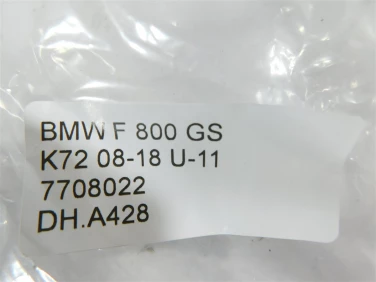 BMW F 800 GS
K72 08-18 U-11
7708022
DH.A428